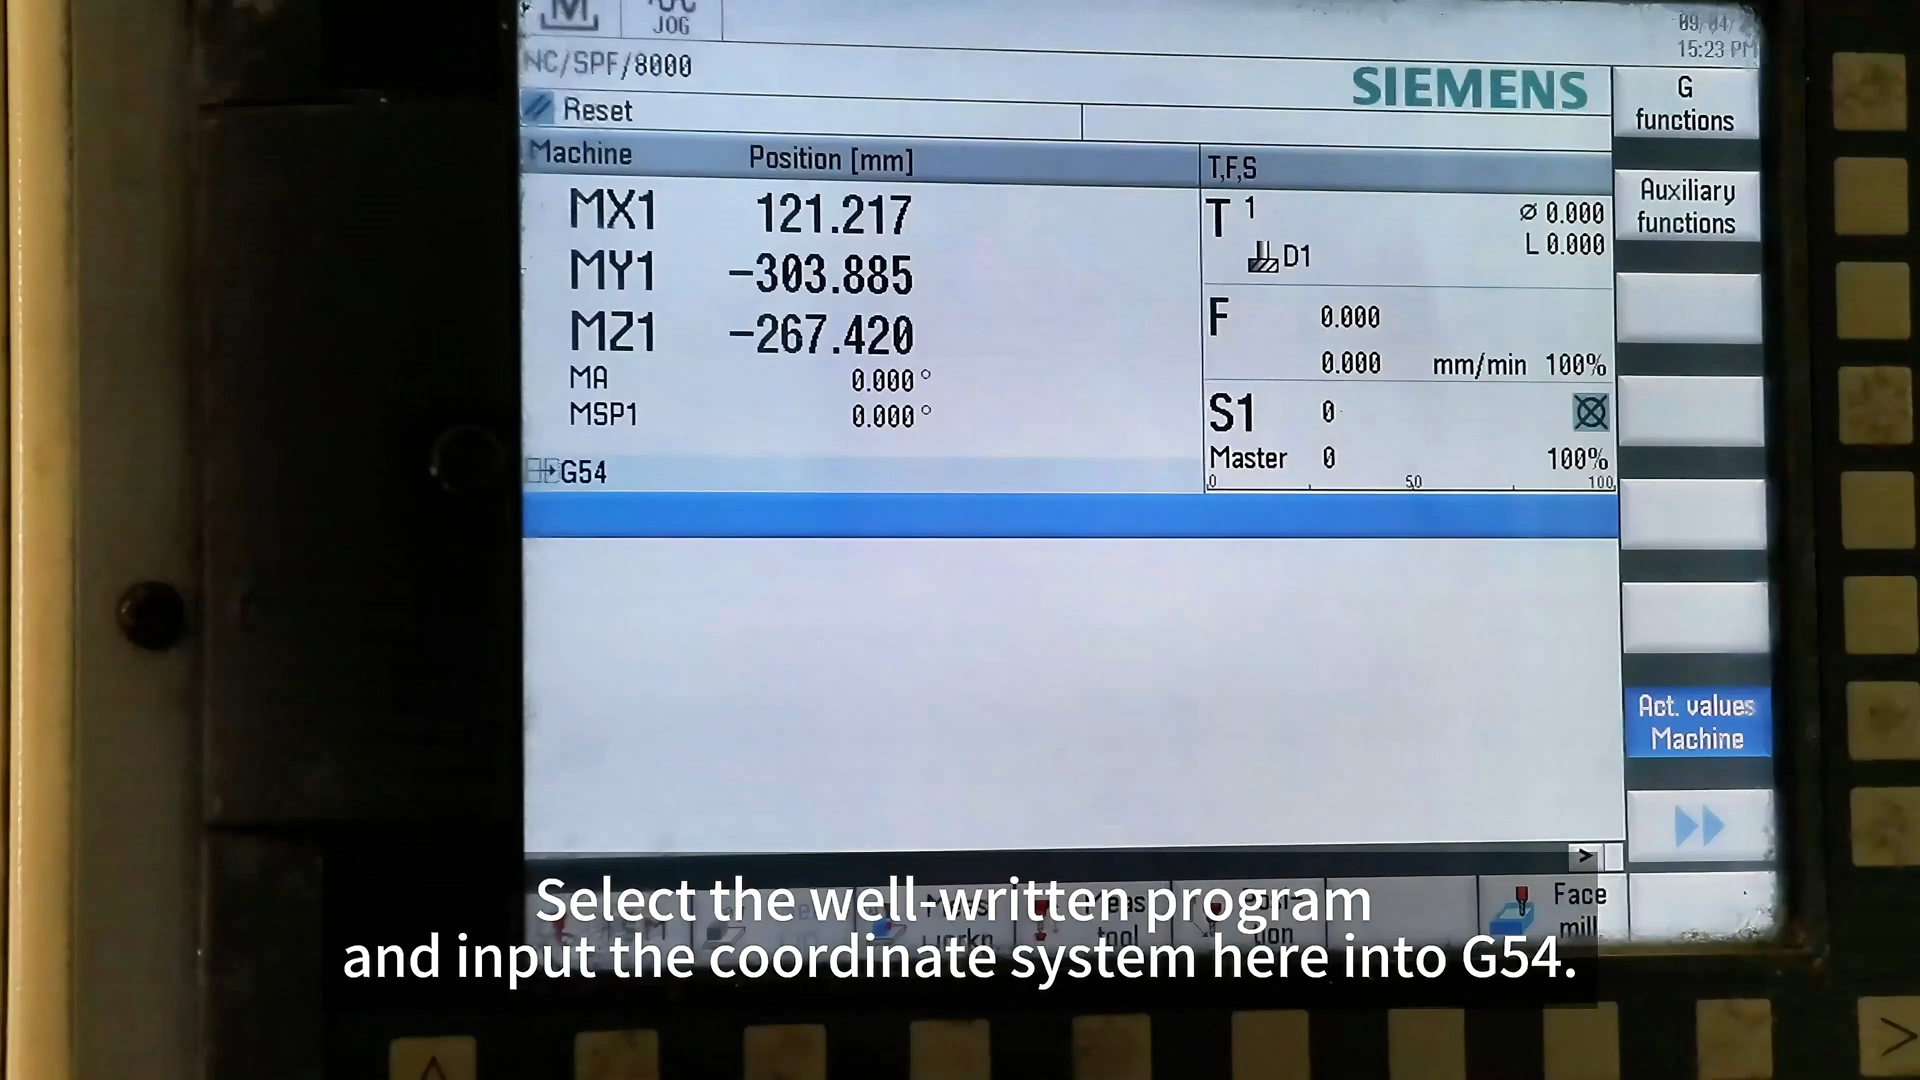 JOG
15:23 PM
NC/SPF/8000
SIEMENS
Reset
Machine Position [mm]
MX1 121.217
MY1 -303.885
MZ1 -267.420
MA 0.000°
MSP1 0.000°
G54
T,F,S
T 1 ⌀ 0.000
D1 L 0.000
F 0.000
0.000 mm/min 100%
S1 0
Master 0 100%
0 50 100
G
functions
Auxiliary
functions
Act. values
Machine
>
Face
mill
Select the well-written program
and input the coordinate system here into G54.